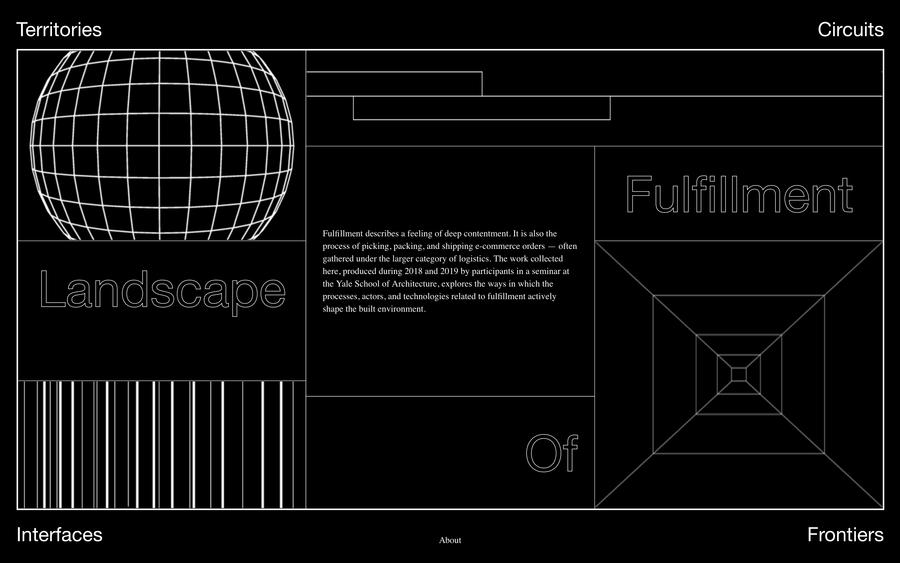 Territories
Circuits
Fulfillment
Fulfillment describes a feeling of deep contentment. It is also the
process of picking, packing, and shipping e-commerce orders — often
gathered under the larger category of logistics. The work collected
here, produced during 2018 and 2019 by participants in a seminar at
the Yale School of Architecture, explores the ways in which the
processes, actors, and technologies related to fulfillment actively
shape the built environment.
Landscape
Of
Interfaces
About
Frontiers